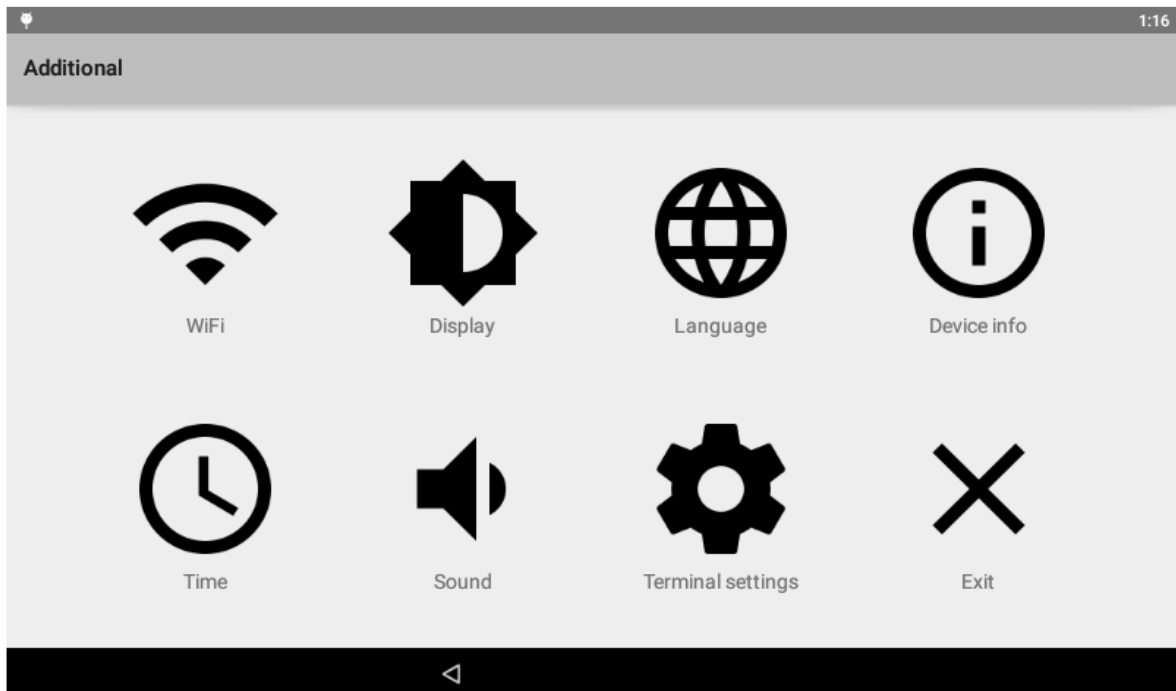 1:16
Additional
WiFi
Display
Language
Device info
Time
Sound
Terminal settings
Exit